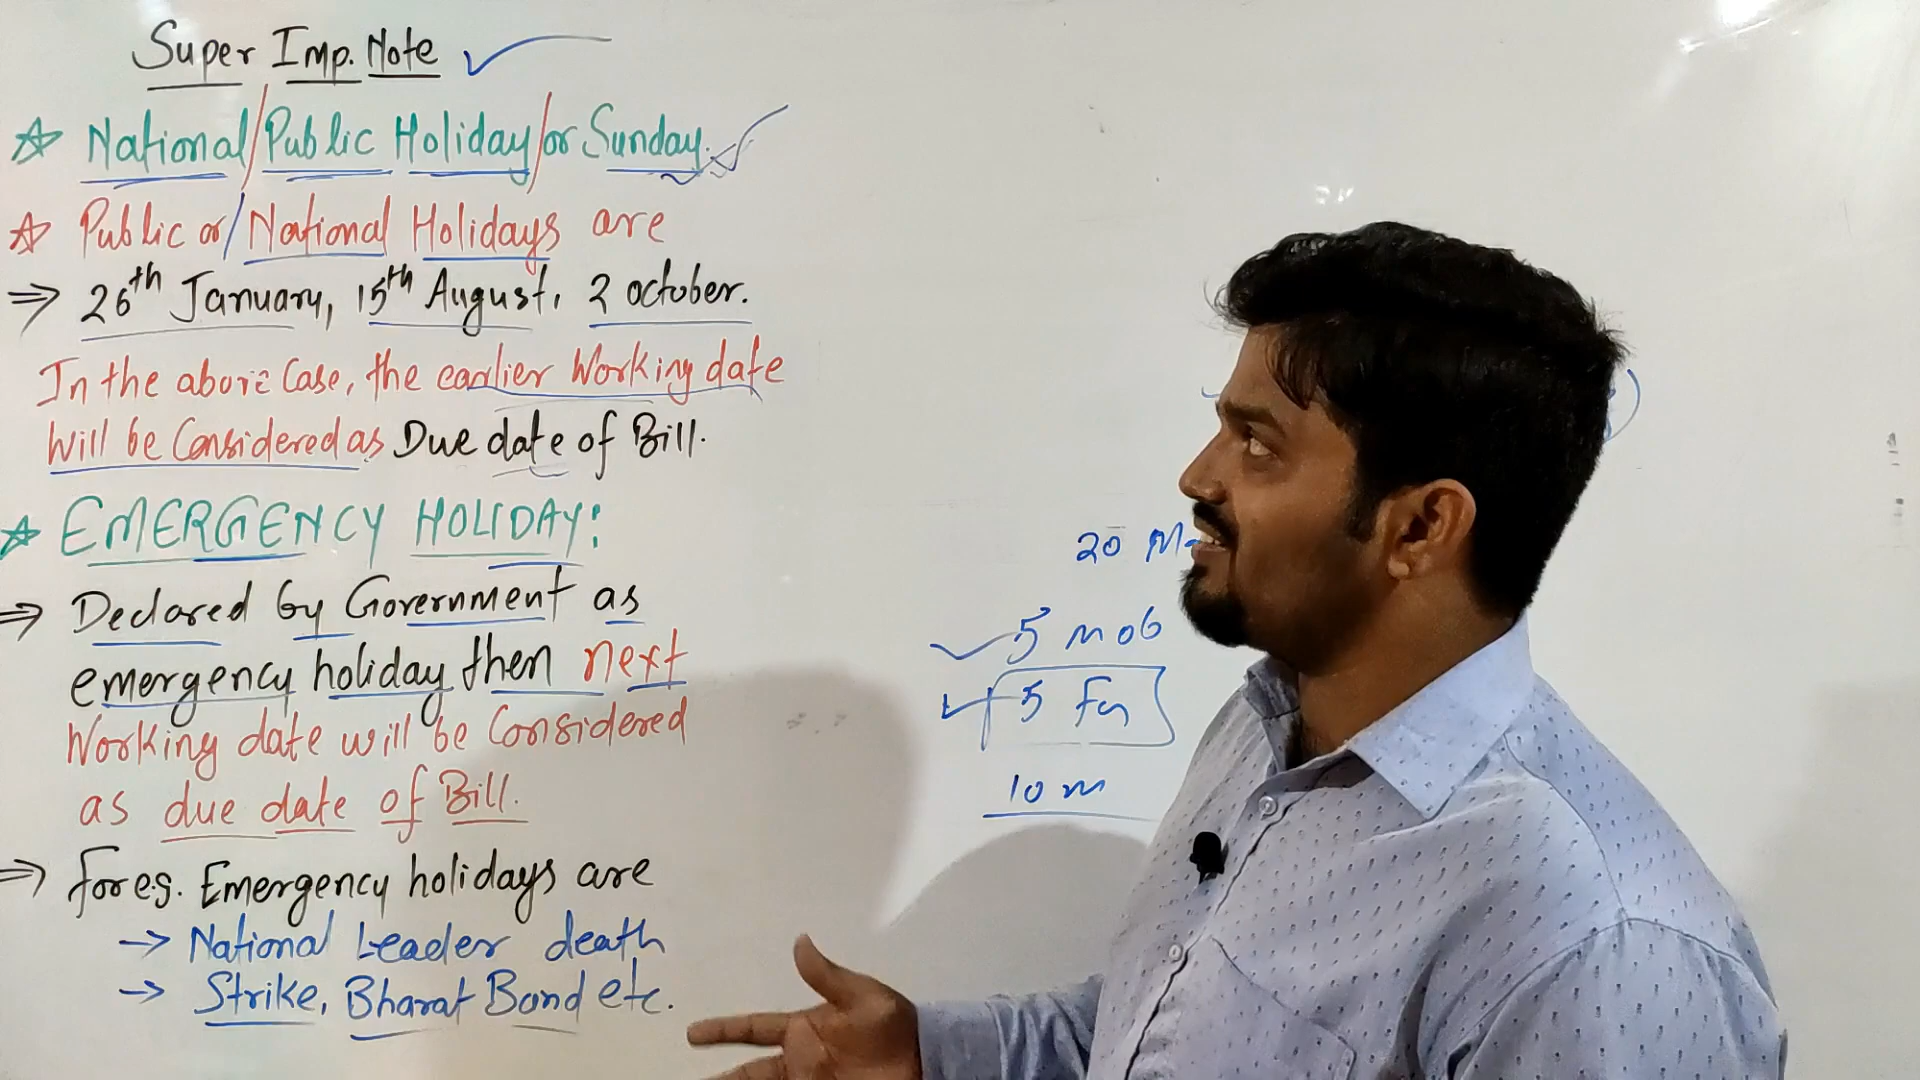 Super Imp. Note
National/Public Holiday/or Sunday.
Public or/National Holidays are
⇒ 26th January, 15th August, 2 october.
In the above Case, the earlier Working date
Will be Considered as Due date of Bill.
EMERGENCY HOLIDAY:
⇒ Declared by Government as
emergency holiday then next
Working date will be Considered
as due date of Bill.
⇒ for e.g. Emergency holidays are
→ National Leader death
→ Strike, Bharat Band etc.
20 M
5 mob
5
10 m